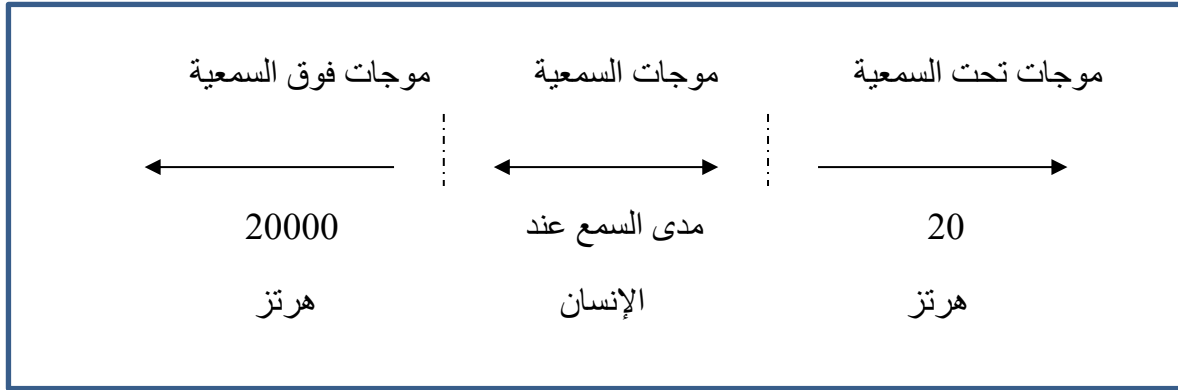 موجات تحت السمعية موجات السمعية موجات فوق السمعية
20 مدى السمع عند 20000
هرتز الإنسان هرتز